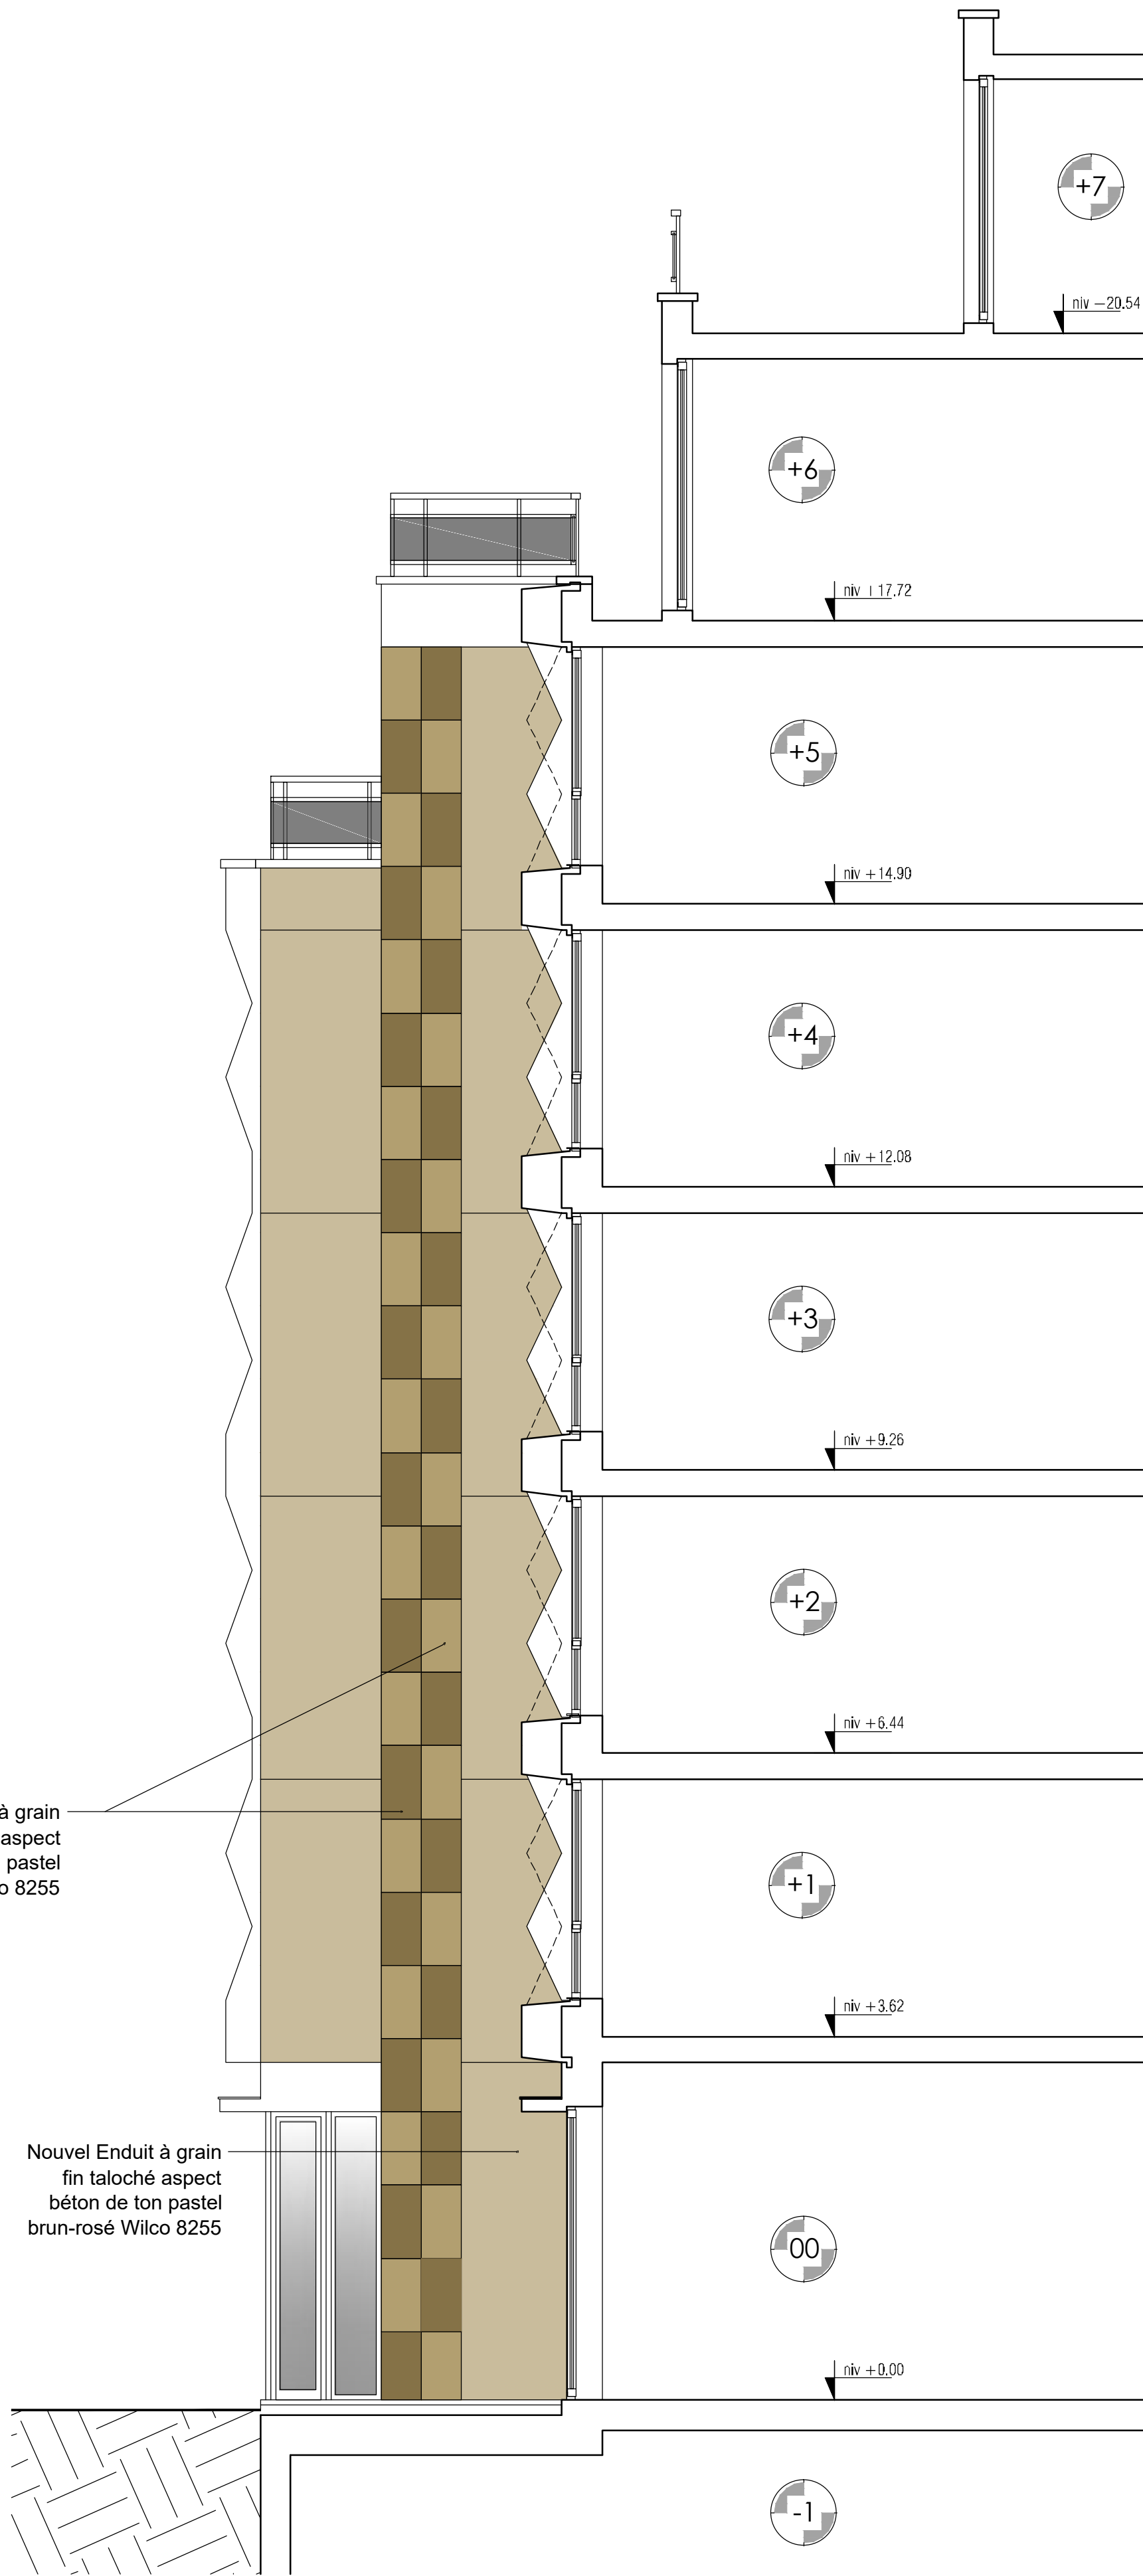 +7
niv –20.54
+6
niv +17.72
+5
niv +14.90
+4
niv +12.08
+3
niv +9.26
+2
niv +6.44
à grain
aspect
pastel
8255
+1
niv +3.62
Nouvel Enduit à grain
fin taloché aspect
béton de ton pastel
brun-rosé Wilco 8255
00
niv +0.00
-1